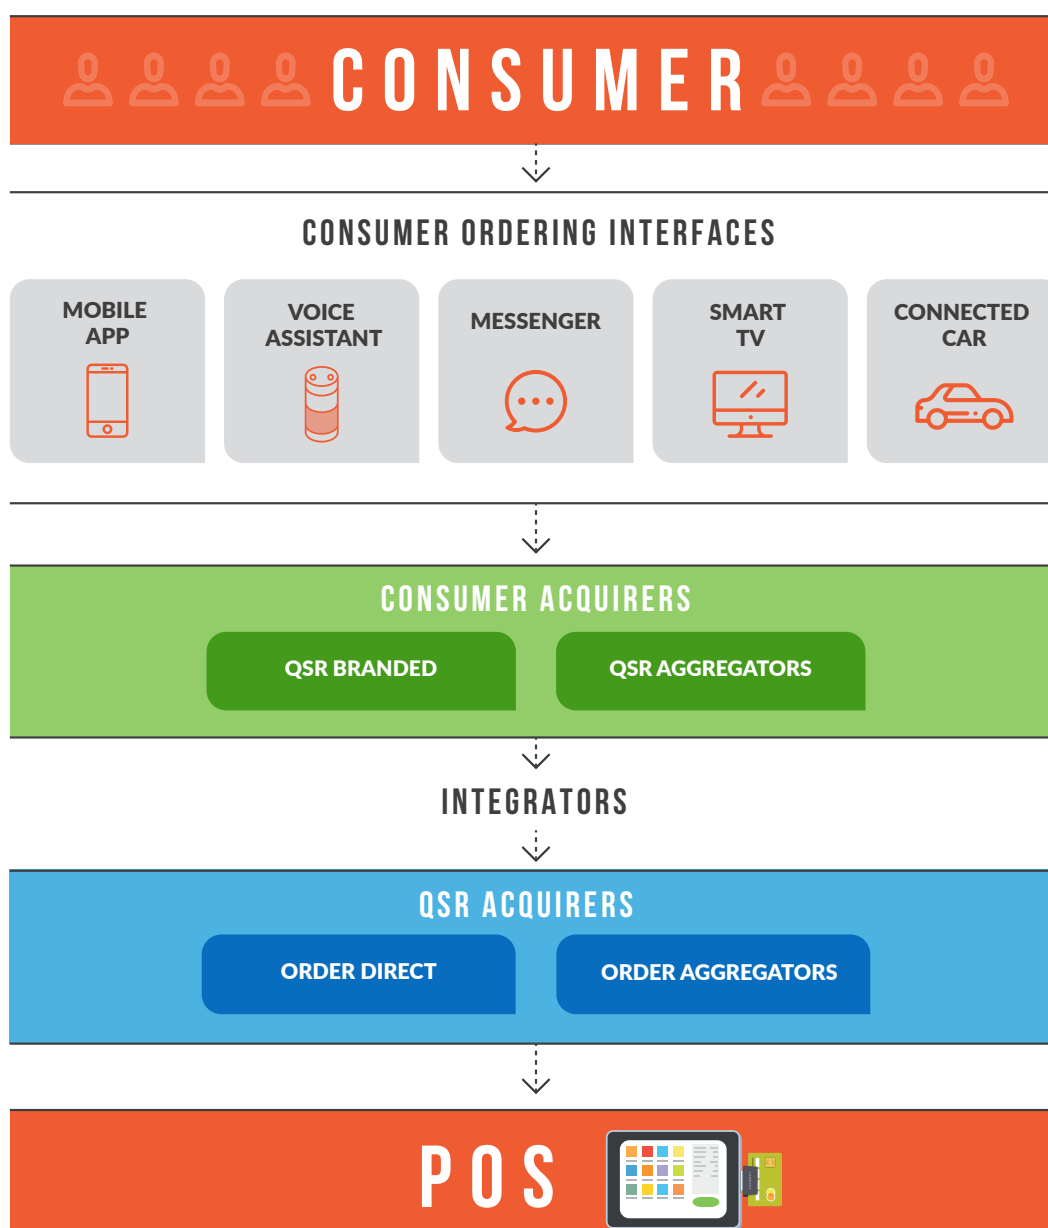 CONSUMER
CONSUMER ORDERING INTERFACES
MOBILE
APP
VOICE
ASSISTANT
MESSENGER
SMART
TV
CONNECTED
CAR
CONSUMER ACQUIRERS
QSR BRANDED
QSR AGGREGATORS
INTEGRATORS
QSR ACQUIRERS
ORDER DIRECT
ORDER AGGREGATORS
POS